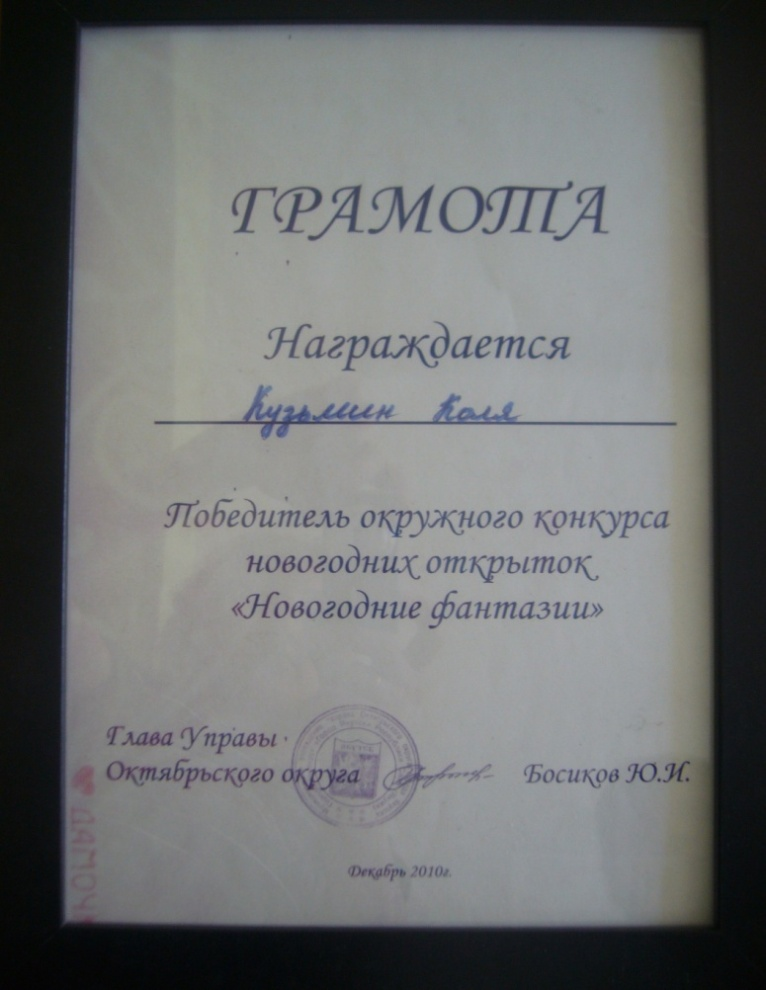 ГРАМОТА
Награждается
Кузьмин Коля
Победитель окружного конкурса
новогодних открыток
«Новогодние фантазии»
Глава Управы
Октябрьского округа Босиков Ю.И.
Декабрь 2010г.